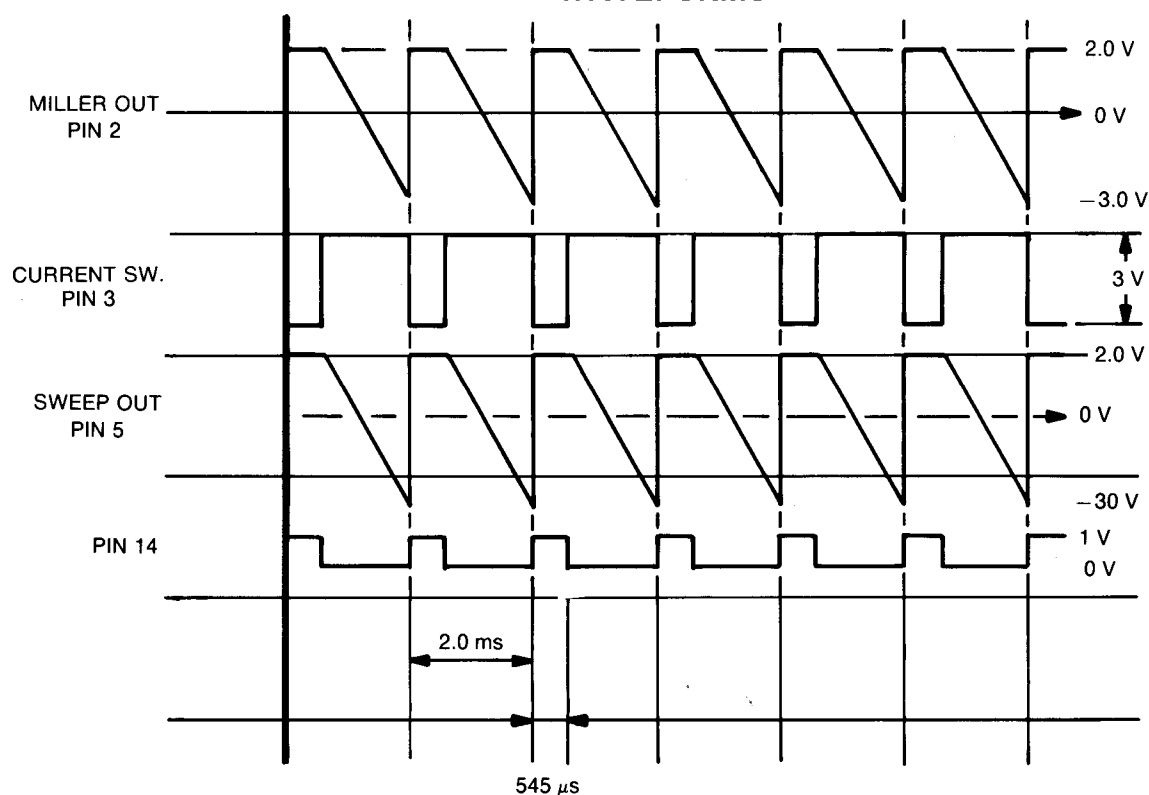 2.0 V
MILLER OUT
PIN 2
0 V
−3.0 V
CURRENT SW.
PIN 3
3 V
2.0 V
SWEEP OUT
PIN 5
0 V
−30 V
PIN 14
1 V
0 V
2.0 ms
545 μs